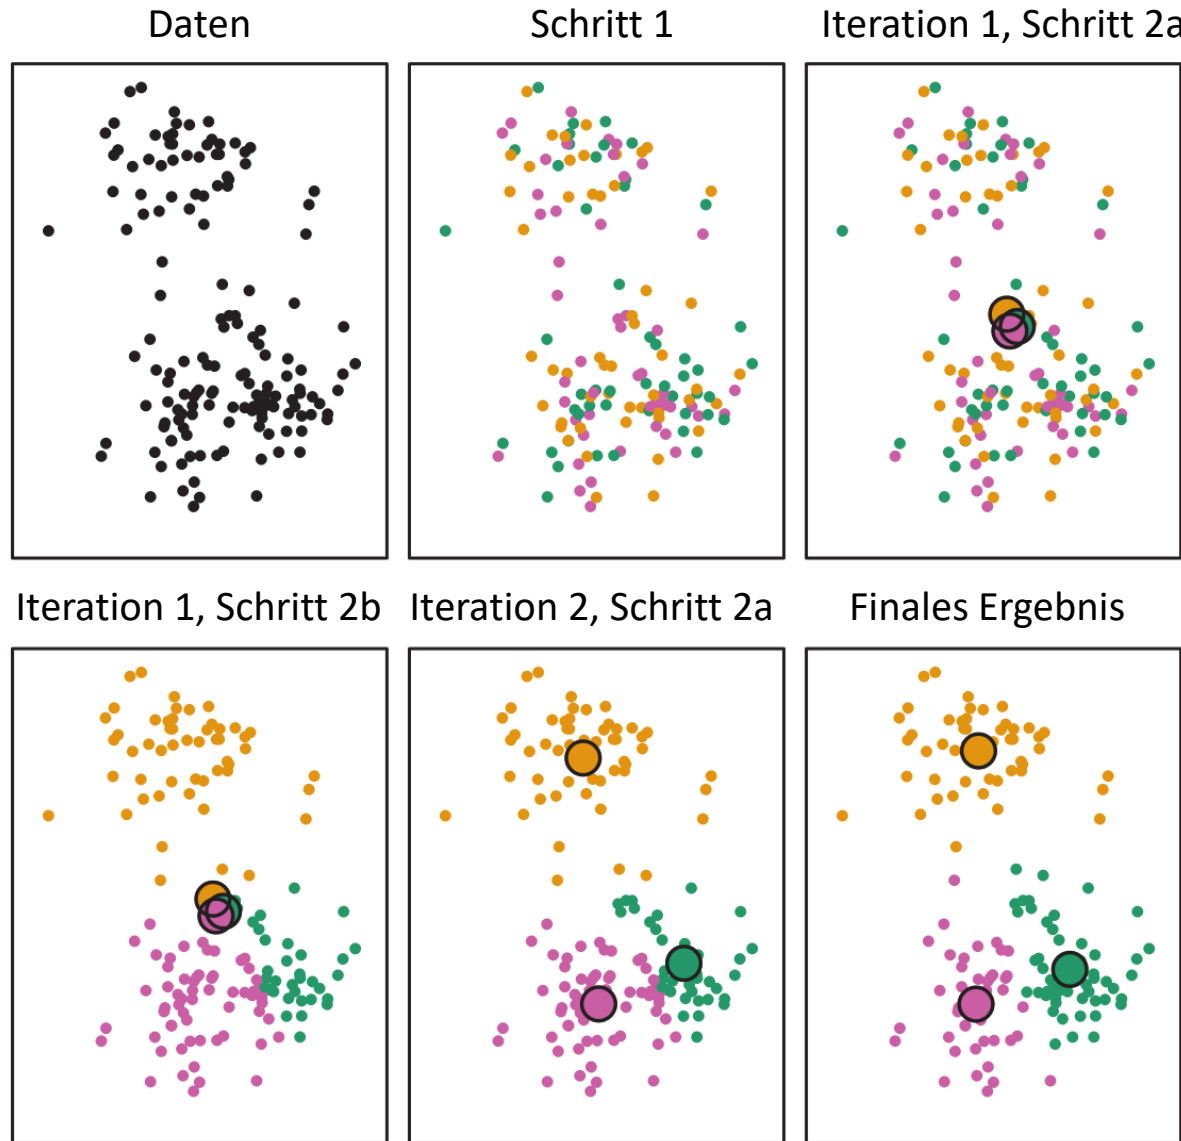 Daten
Schritt 1
Iteration 1, Schritt 2a
Iteration 1, Schritt 2b
Iteration 2, Schritt 2a
Finales Ergebnis